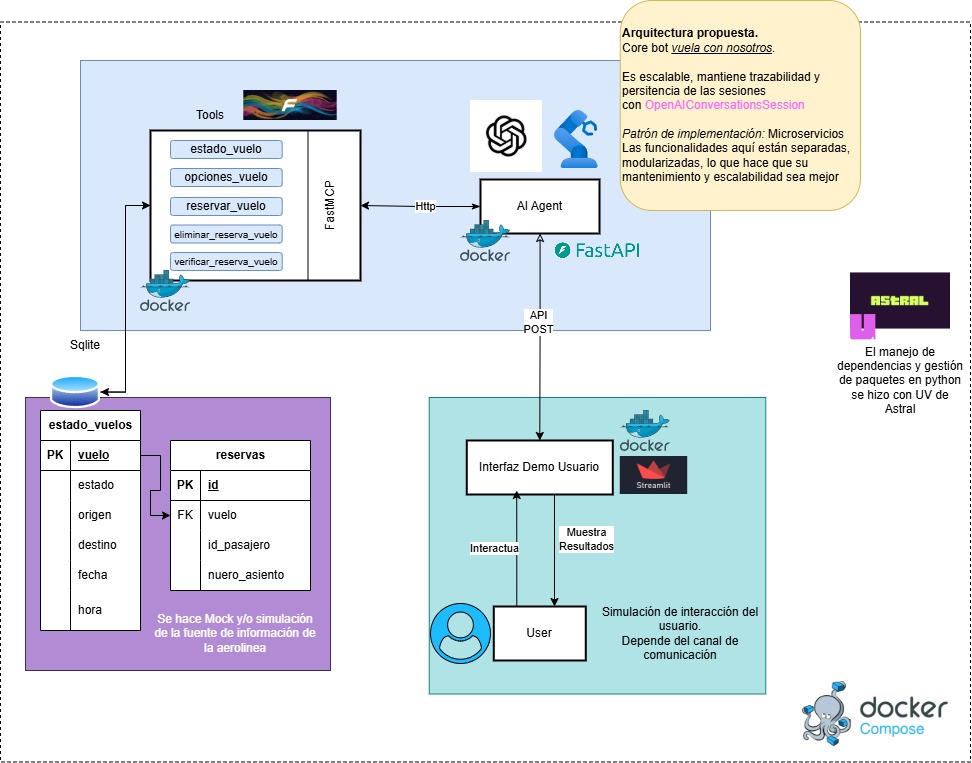 Arquitectura propuesta.
Core bot vuela con nosotros.
Es escalable, mantiene trazabilidad y
persitencia de las sesiones
con OpenAIConversationsSession
Patrón de implementación: Microservicios
Las funcionalidades aquí están separadas,
modularizadas, lo que hace que su
mantenimiento y escalabilidad sea mejor
Tools
F
estado_vuelo
opciones_vuelo
reservar_vuelo
eliminar_reserva_vuelo
verificar_reserva_vuelo
FastMCP
docker
Http
AI Agent
docker
FastAPI
API
POST
ASTRAL
El manejo de
dependencias y gestión
de paquetes en python
se hizo con UV de
Astral
Sqlite
estado_vuelos
PK vuelo
estado
origen
destino
fecha
hora
reservas
PK id
FK vuelo
id_pasajero
nuero_asiento
Se hace Mock y/o simulación
de la fuente de información de
la aerolinea
Interfaz Demo Usuario
docker
Streamlit
Interactua
Muestra
Resultados
User
Simulación de interacción del
usuario.
Depende del canal de
comunicación
docker
Compose